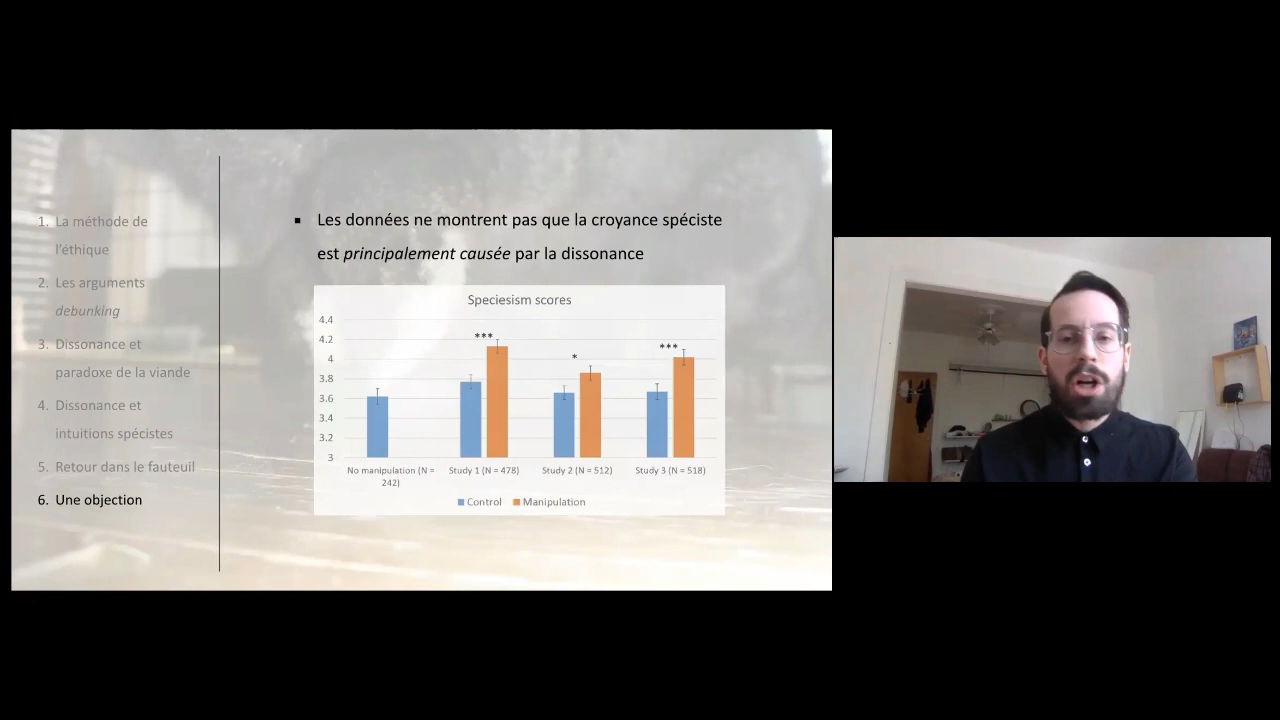 1. La méthode de
l'éthique
2. Les arguments
debunking
3. Dissonance et
paradoxe de la viande
4. Dissonance et
intuitions spécistes
5. Retour dans le fauteuil
6. Une objection
▪ Les données ne montrent pas que la croyance spéciste
est principalement causée par la dissonance
Speciesism scores
4.4
4.2
4
3.8
3.6
3.4
3.2
3
***
*
***
No manipulation (N =
242)
Study 1 (N = 478)
Study 2 (N = 512)
Study 3 (N = 518)
Control
Manipulation